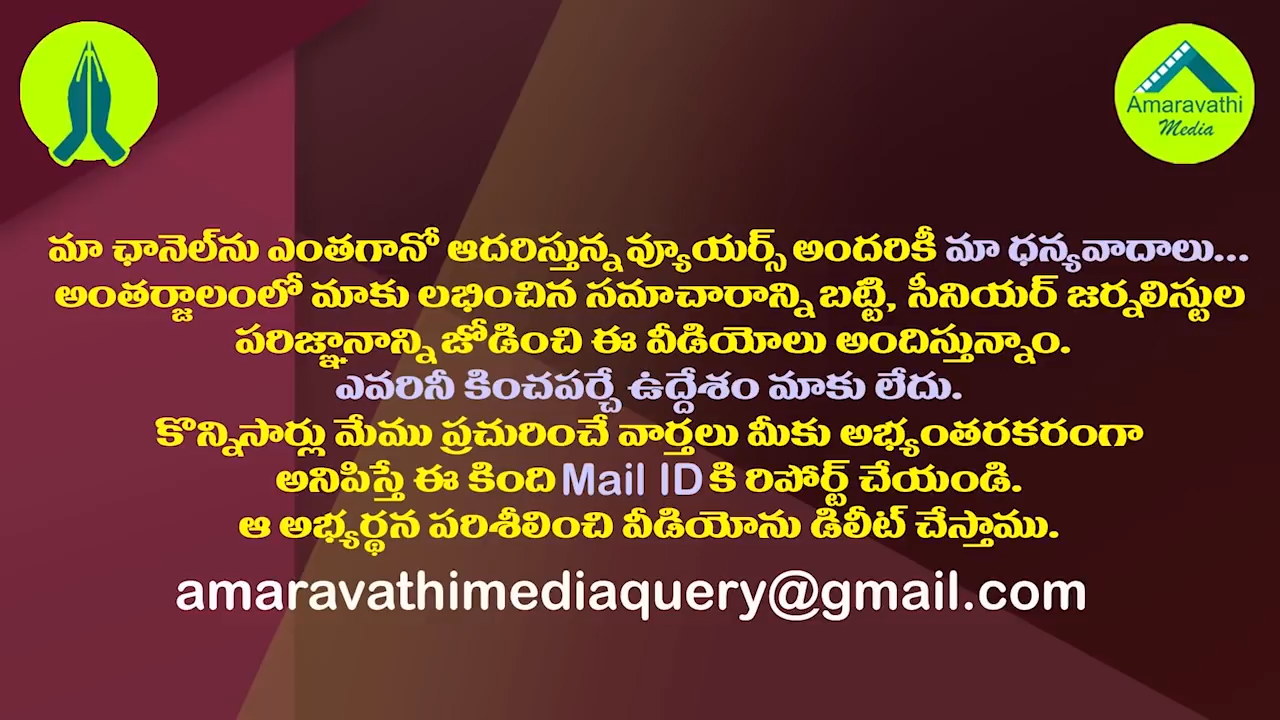 Amaravathi
Media
మా ఛానెల్‌ను ఎంతగానో ఆదరిస్తున్న వ్యూయర్స్ అందరికీ మా ధన్యవాదాలు...
అంతర్జాలంలో మాకు లభించిన సమాచారాన్ని బట్టి, సీనియర్ జర్నలిస్టుల
పరిజ్ఞానాన్ని జోడించి ఈ వీడియోలు అందిస్తున్నాం.
ఎవరినీ కించపర్చే ఉద్దేశం మాకు లేదు.
కొన్నిసార్లు మేము ప్రచురించే వార్తలు మీకు అభ్యంతరకరంగా
అనిపిస్తే ఈ కింది Mail ID కి రిపోర్ట్ చేయండి.
ఆ అభ్యర్థన పరిశీలించి వీడియోను డిలీట్ చేస్తాము.
amaravathimediaquery@gmail.com